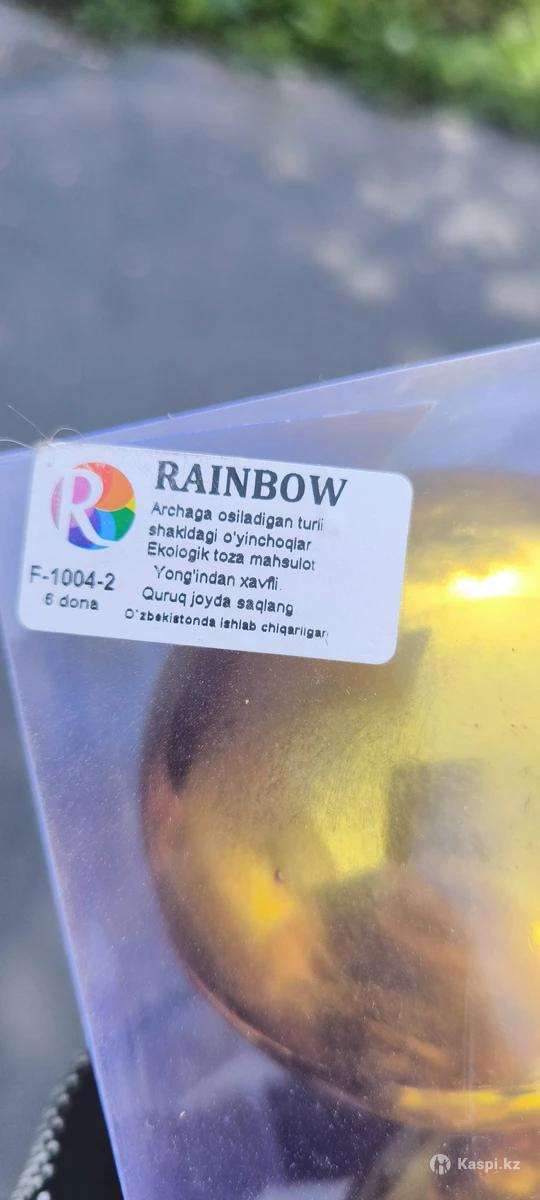 RAINBOW
Archaga osiladigan turli
shakldagi o'yinchoqlar
Ekologik toza mahsulot
Yong'indan xavfli.
Quruq joyda saqlang
O`zbekistonda ishlab chiqarilgan
R
F-1004-2
6 dona
Kaspi.kz